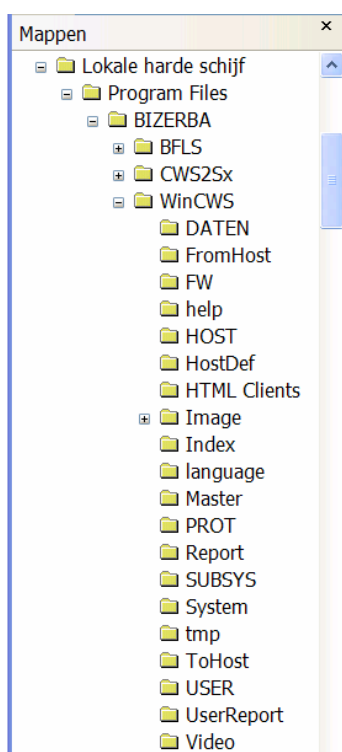 Mappen
Lokale harde schijf
Program Files
BIZERBA
BFLS
CWS2Sx
WinCWS
DATEN
FromHost
FW
help
HOST
HostDef
HTML Clients
Image
Index
language
Master
PROT
Report
SUBSYS
System
tmp
ToHost
USER
UserReport
Video